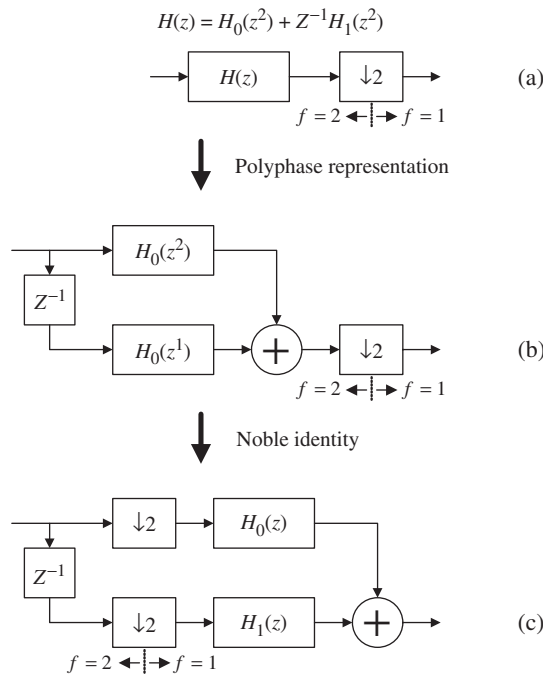 H(z) = H₀(z²) + Z⁻¹H₁(z²)
H(z)
↓2
(a)
f = 2
f = 1
Polyphase representation
H₀(z²)
Z⁻¹
H₀(z¹)
+
↓2
(b)
f = 2
f = 1
Noble identity
↓2
H₀(z)
Z⁻¹
↓2
H₁(z)
+
(c)
f = 2
f = 1